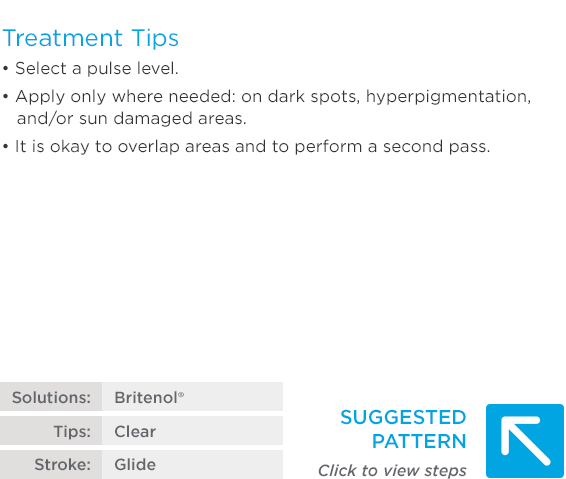 Treatment Tips
• Select a pulse level.
• Apply only where needed: on dark spots, hyperpigmentation,
and/or sun damaged areas.
• It is okay to overlap areas and to perform a second pass.
Solutions: Britenol®
Tips: Clear
Stroke: Glide
SUGGESTED
PATTERN
Click to view steps